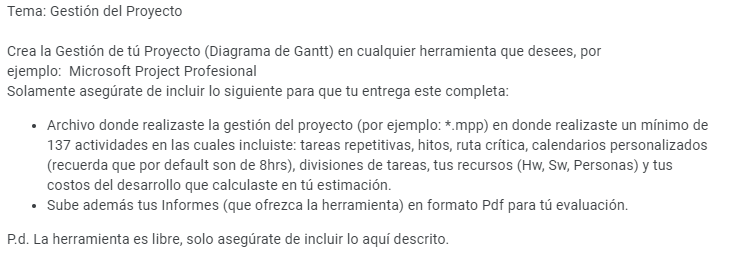 Tema: Gestión del Proyecto
Crea la Gestión de tú Proyecto (Diagrama de Gantt) en cualquier herramienta que desees, por
ejemplo:  Microsoft Project Profesional
Solamente asegúrate de incluir lo siguiente para que tu entrega este completa:
• Archivo donde realizaste la gestión del proyecto (por ejemplo: *.mpp) en donde realizaste un mínimo de
137 actividades en las cuales incluiste: tareas repetitivas, hitos, ruta crítica, calendarios personalizados
(recuerda que por default son de 8hrs), divisiones de tareas, tus recursos (Hw, Sw, Personas) y tus
costos del desarrollo que calculaste en tú estimación.
• Sube además tus Informes (que ofrezca la herramienta) en formato Pdf para tú evaluación.
P.d. La herramienta es libre, solo asegúrate de incluir lo aquí descrito.